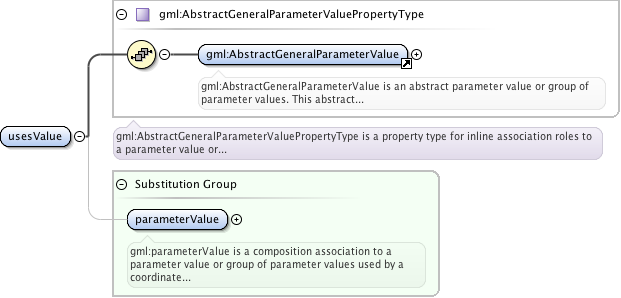 gml:AbstractGeneralParameterValuePropertyType
gml:AbstractGeneralParameterValue
gml:AbstractGeneralParameterValue is an abstract parameter value or group of
parameter values. This abstract...
usesValue
gml:AbstractGeneralParameterValuePropertyType is a property type for inline association roles to
a parameter value or...
Substitution Group
parameterValue
gml:parameterValue is a composition association to a
parameter value or group of parameter values used by a
coordinate...